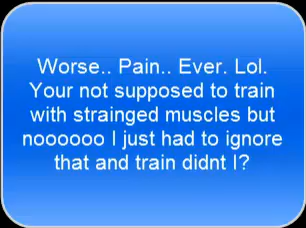 Worse.. Pain.. Ever. Lol.
Your not supposed to train
with strainged muscles but
noooooo I just had to ignore
that and train didnt I?